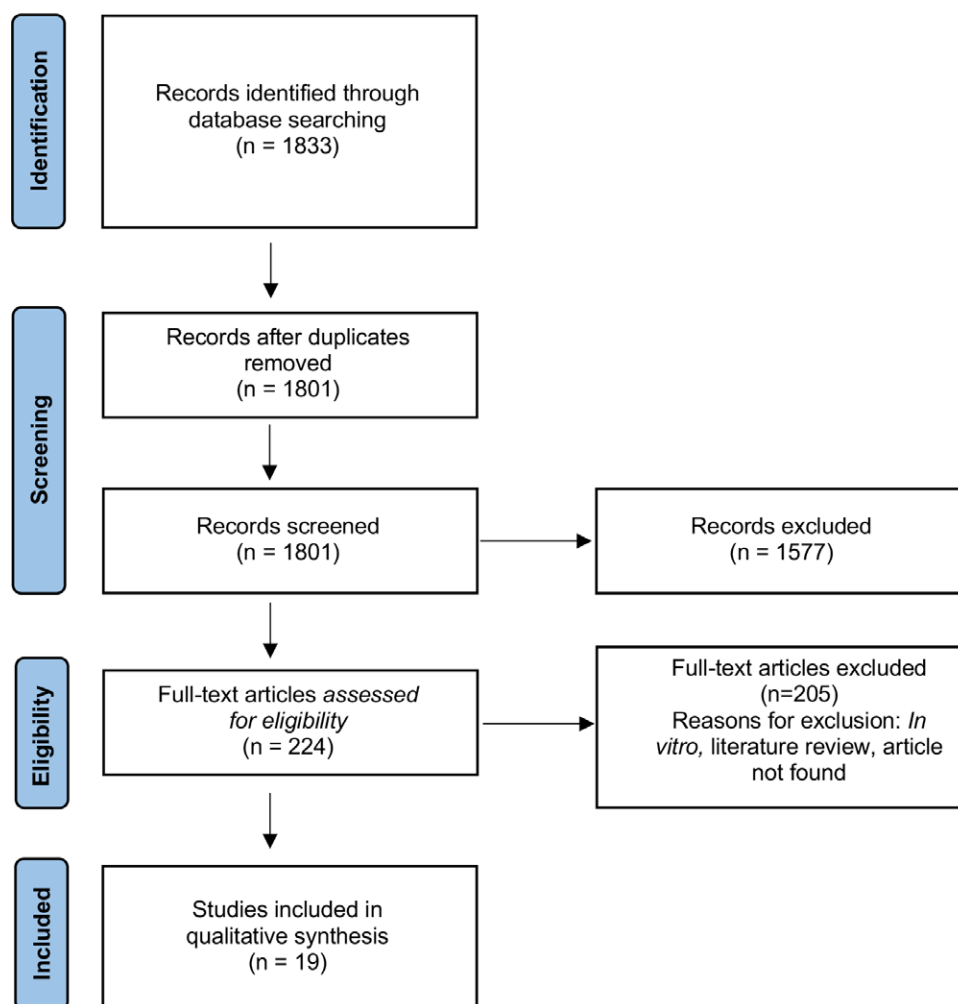 Identification
Records identified through
database searching
(n = 1833)
Screening
Records after duplicates
removed
(n = 1801)
Records screened
(n = 1801)
Records excluded
(n = 1577)
Eligibility
Full-text articles assessed
for eligibility
(n = 224)
Full-text articles excluded
(n=205)
Reasons for exclusion: In
vitro, literature review, article
not found
Included
Studies included in
qualitative synthesis
(n = 19)